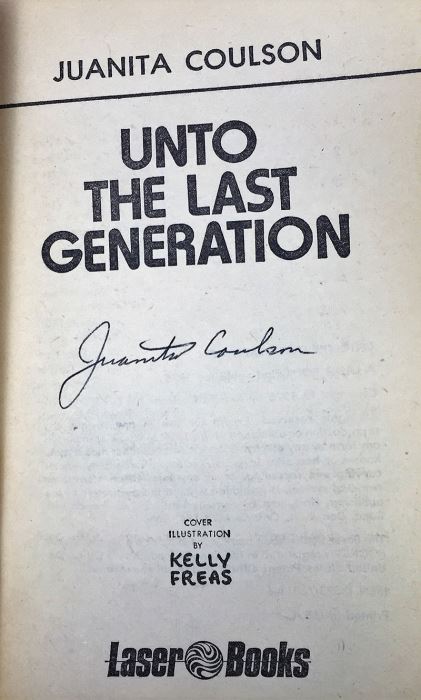 JUANITA COULSON
UNTO
THE LAST
GENERATION
Juanita Coulson
COVER
ILLUSTRATION
BY
KELLY
FREAS
Laser Books